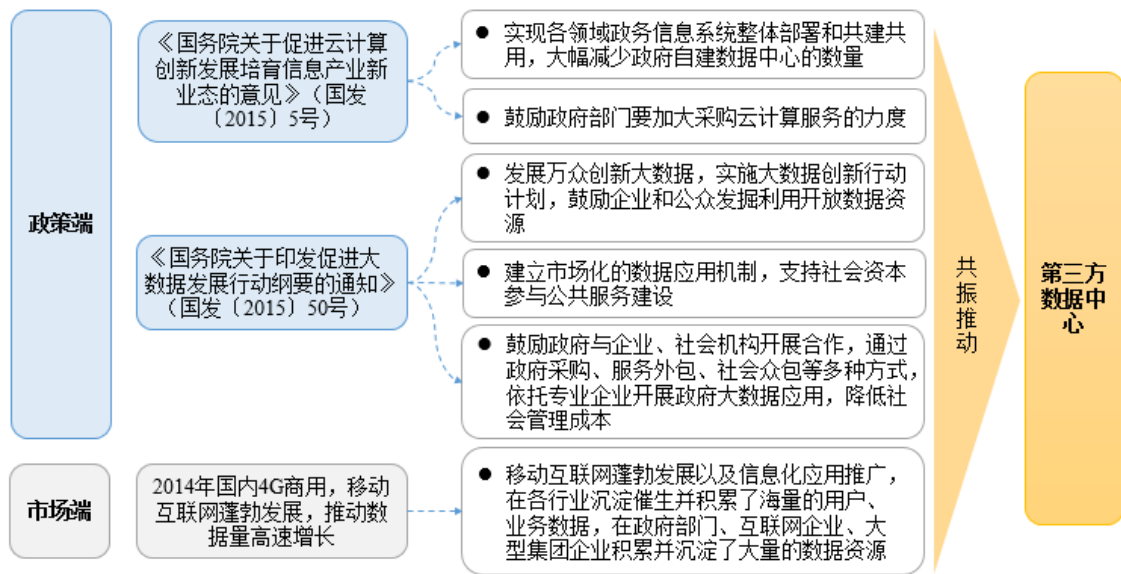 政策端
《国务院关于促进云计算
创新发展培育信息产业新
业态的意见》（国发
〔2015〕5号）
● 实现各领域政务信息系统整体部署和共建共
用，大幅减少政府自建数据中心的数量
● 鼓励政府部门要加大采购云计算服务的力度
《国务院关于印发促进大
数据发展行动纲要的通知》
（国发〔2015〕50号）
● 发展万众创新大数据，实施大数据创新行动
计划，鼓励企业和公众发掘利用开放数据资
源
● 建立市场化的数据应用机制，支持社会资本
参与公共服务建设
● 鼓励政府与企业、社会机构开展合作，通过
政府采购、服务外包、社会众包等多种方式，
依托专业企业开展政府大数据应用，降低社
会管理成本
市场端
2014年国内4G商用，移动
互联网蓬勃发展，推动数
据量高速增长
● 移动互联网蓬勃发展以及信息化应用推广，
在各行业沉淀催生并积累了海量的用户、
业务数据，在政府部门、互联网企业、大
型集团企业积累并沉淀了大量的数据资源
共
振
推
动
第三方
数据中
心